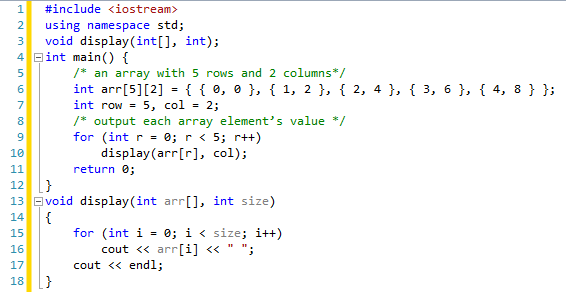 1 #include <iostream>
2 using namespace std;
3 void display(int[], int);
4 int main() {
5     /* an array with 5 rows and 2 columns*/
6     int arr[5][2] = { { 0, 0 }, { 1, 2 }, { 2, 4 }, { 3, 6 }, { 4, 8 } };
7     int row = 5, col = 2;
8     /* output each array element’s value */
9     for (int r = 0; r < 5; r++)
10         display(arr[r], col);
11     return 0;
12 }
13 void display(int arr[], int size)
14 {
15     for (int i = 0; i < size; i++)
16         cout << arr[i] << " ";
17     cout << endl;
18 }